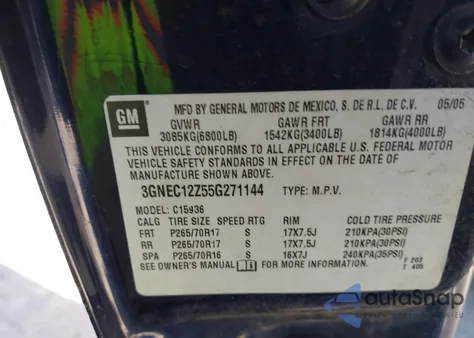 GM
MFD BY GENERAL MOTORS DE MEXICO, S. DE R.L. DE C.V. 05/05
GVWR GAWR FRT GAWR RR
3085KG(6800LB) 1542KG(3400LB) 1814KG(4000LB)
THIS VEHICLE CONFORMS TO ALL APPLICABLE U.S. FEDERAL MOTOR
VEHICLE SAFETY STANDARDS IN EFFECT ON THE DATE OF
MANUFACTURE SHOWN ABOVE.
3GNEC12Z55G271144 TYPE: M.P.V.
MODEL: C15936
CALG TIRE SIZE SPEED RTG RIM COLD TIRE PRESSURE
FRT P265/70R17 S 17X7.5J 210KPA(30PSI)
RR P265/70R17 S 17X7.5J 210KPA(30PSI)
SPA P265/70R16 S 16X7J 240KPA(35PSI)
SEE OWNER'S MANUAL FOR MORE INFORMATION
F 263
T 405
autoSnap